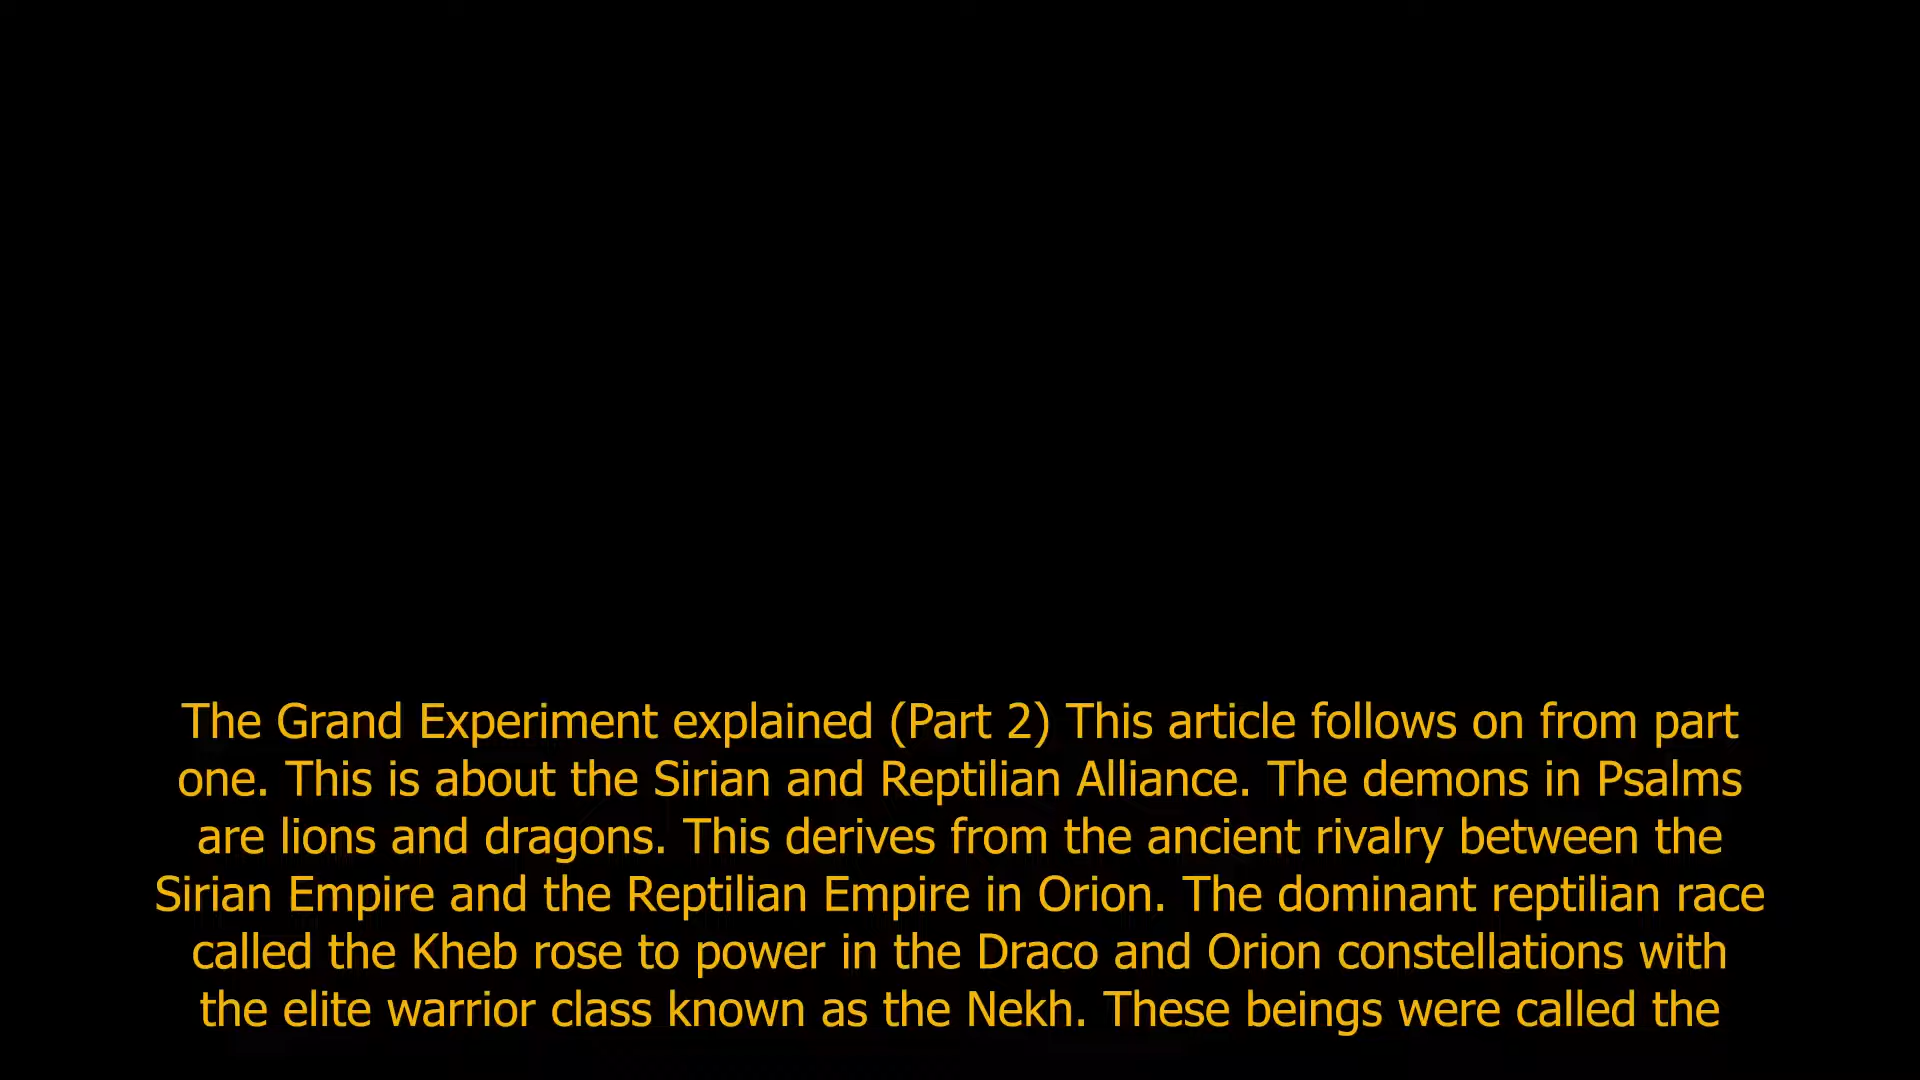 The Grand Experiment explained (Part 2) This article follows on from part
one. This is about the Sirian and Reptilian Alliance. The demons in Psalms
are lions and dragons. This derives from the ancient rivalry between the
Sirian Empire and the Reptilian Empire in Orion. The dominant reptilian race
called the Kheb rose to power in the Draco and Orion constellations with
the elite warrior class known as the Nekh. These beings were called the